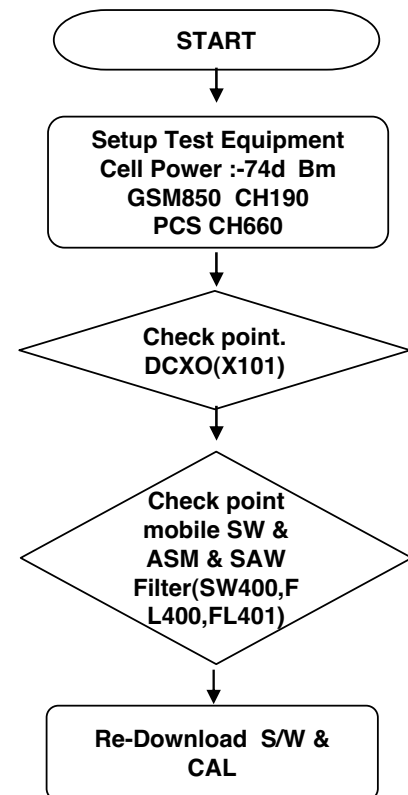 START
Setup Test Equipment
Cell Power :-74d Bm
GSM850 CH190
PCS CH660
Check point.
DCXO(X101)
Check point
mobile SW &
ASM & SAW
Filter(SW400,F
L400,FL401)
Re-Download S/W &
CAL